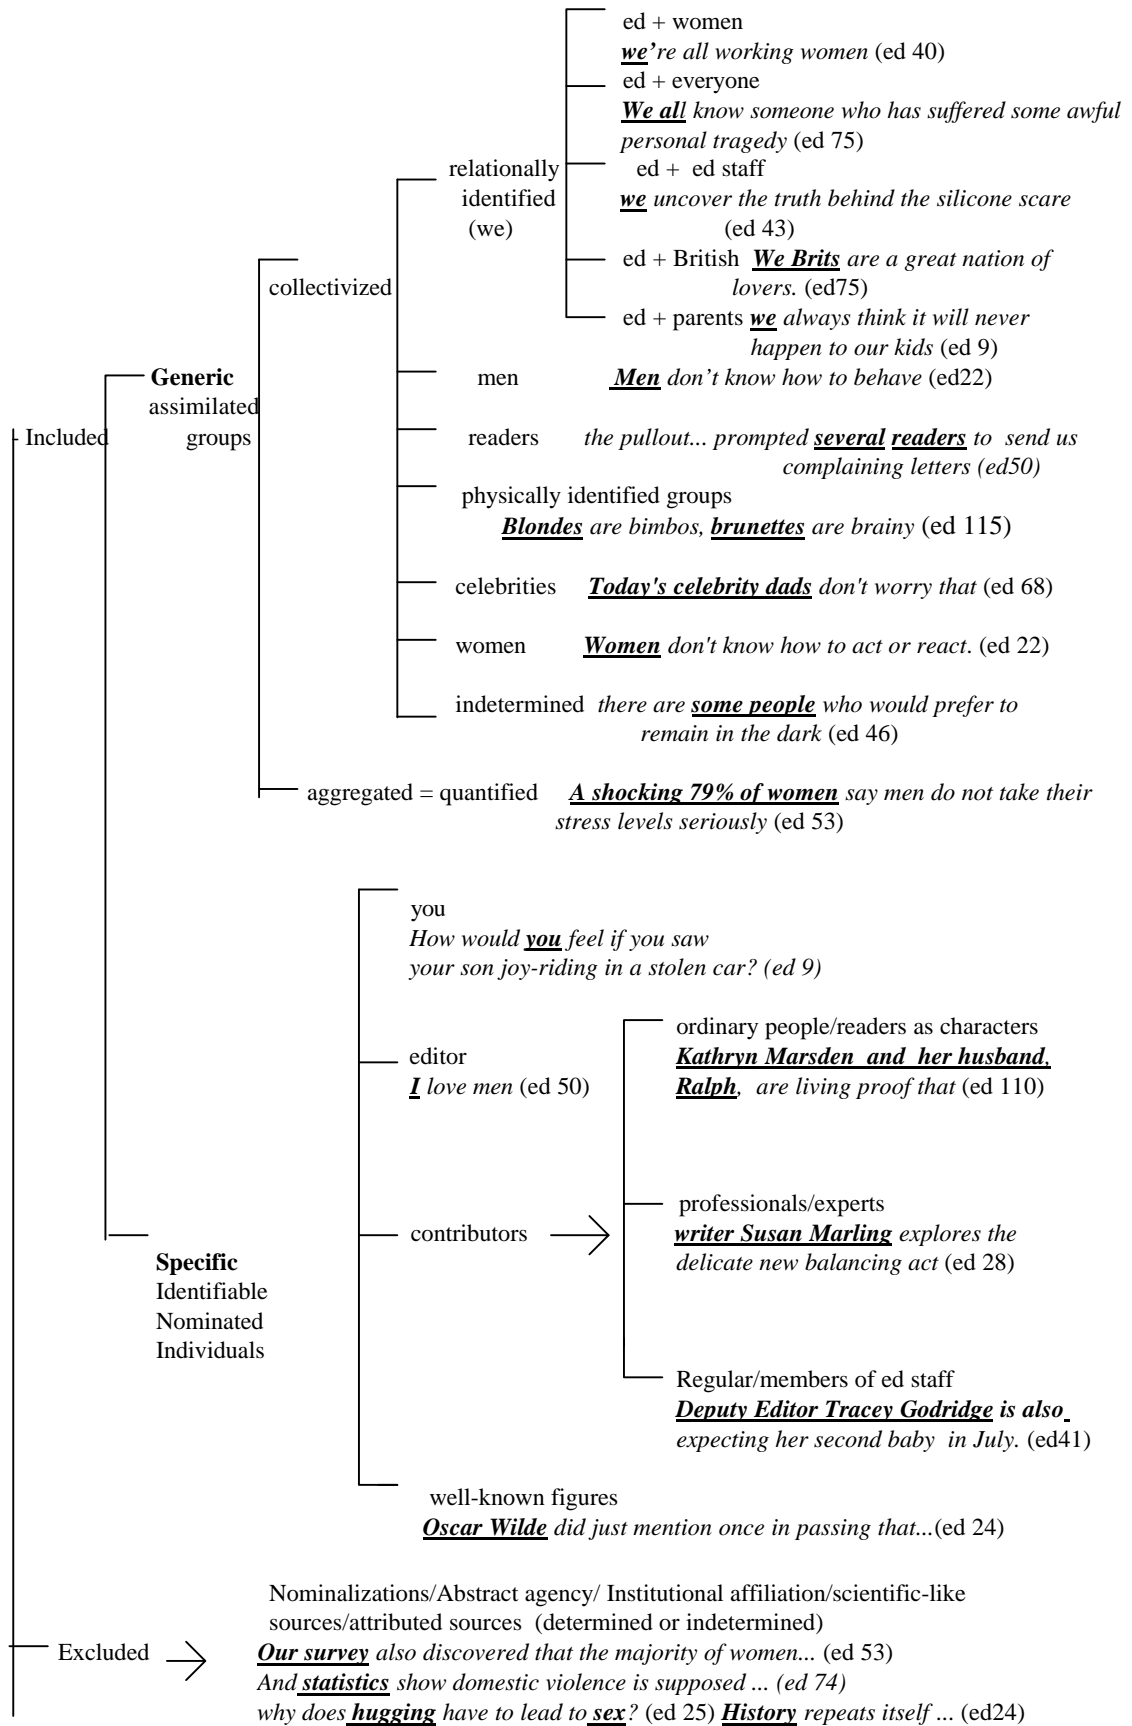 ed + women
we're all working women (ed 40)
ed + everyone
We all know someone who has suffered some awful
personal tragedy (ed 75)
relationally
identified
(we)
ed + ed staff
we uncover the truth behind the silicone scare
(ed 43)
collectivized
ed + British We Brits are a great nation of
lovers. (ed75)
ed + parents we always think it will never
happen to our kids (ed 9)
- Included
Generic
assimilated
groups
men Men don't know how to behave (ed22)
readers the pullout... prompted several readers to send us
complaining letters (ed50)
physically identified groups
Blondes are bimbos, brunettes are brainy (ed 115)
celebrities Today's celebrity dads don't worry that (ed 68)
women Women don't know how to act or react. (ed 22)
indetermined there are some people who would prefer to
remain in the dark (ed 46)
aggregated = quantified A shocking 79% of women say men do not take their
stress levels seriously (ed 53)
Specific
Identifiable
Nominated
Individuals
you
How would you feel if you saw
your son joy-riding in a stolen car? (ed 9)
editor
I love men (ed 50)
contributors
ordinary people/readers as characters
Kathryn Marsden and her husband,
Ralph, are living proof that (ed 110)
professionals/experts
writer Susan Marling explores the
delicate new balancing act (ed 28)
Regular/members of ed staff
Deputy Editor Tracey Godridge is also
expecting her second baby in July. (ed41)
well-known figures
Oscar Wilde did just mention once in passing that...(ed 24)
Excluded
Nominalizations/Abstract agency/ Institutional affiliation/scientific-like
sources/attributed sources (determined or indetermined)
Our survey also discovered that the majority of women... (ed 53)
And statistics show domestic violence is supposed ... (ed 74)
why does hugging have to lead to sex? (ed 25) History repeats itself ... (ed24)